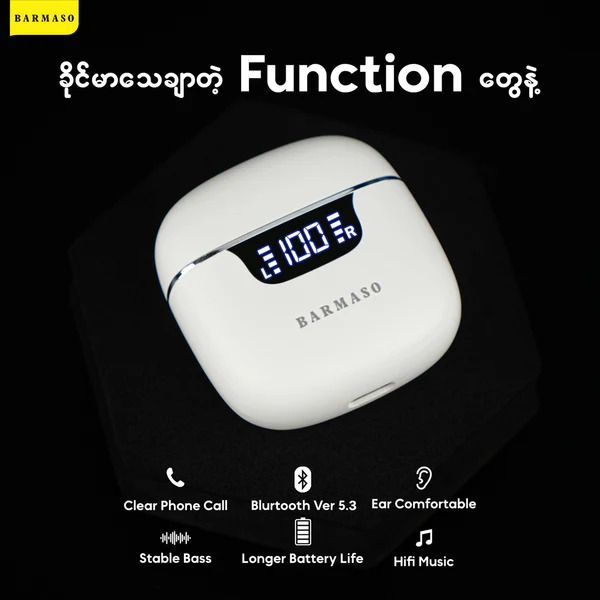 BARMASO
ခိုင်မာသေချာတဲ့ Function တွေနဲ့
L 100 R
BARMASO
Clear Phone Call
Blurtooth Ver 5.3
Ear Comfortable
Stable Bass
Longer Battery Life
Hifi Music